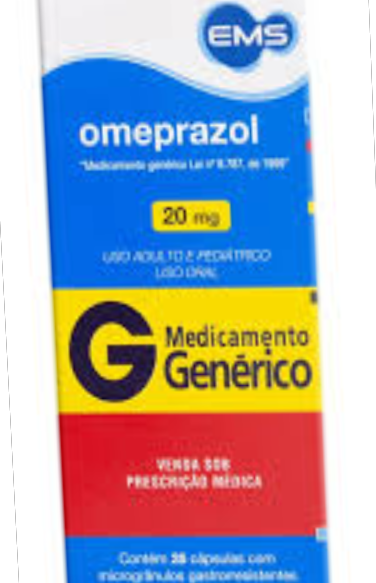 EMS
omeprazol
"Medicamento genérico Lei nº 9.787, de 1999"
20 mg
USO ADULTO E PEDIÁTRICO
USO ORAL
G
Medicamento
Genérico
VENDA SOB
PRESCRIÇÃO MÉDICA
Contém 28 cápsulas com
microgrânulos gastrorresistentes.